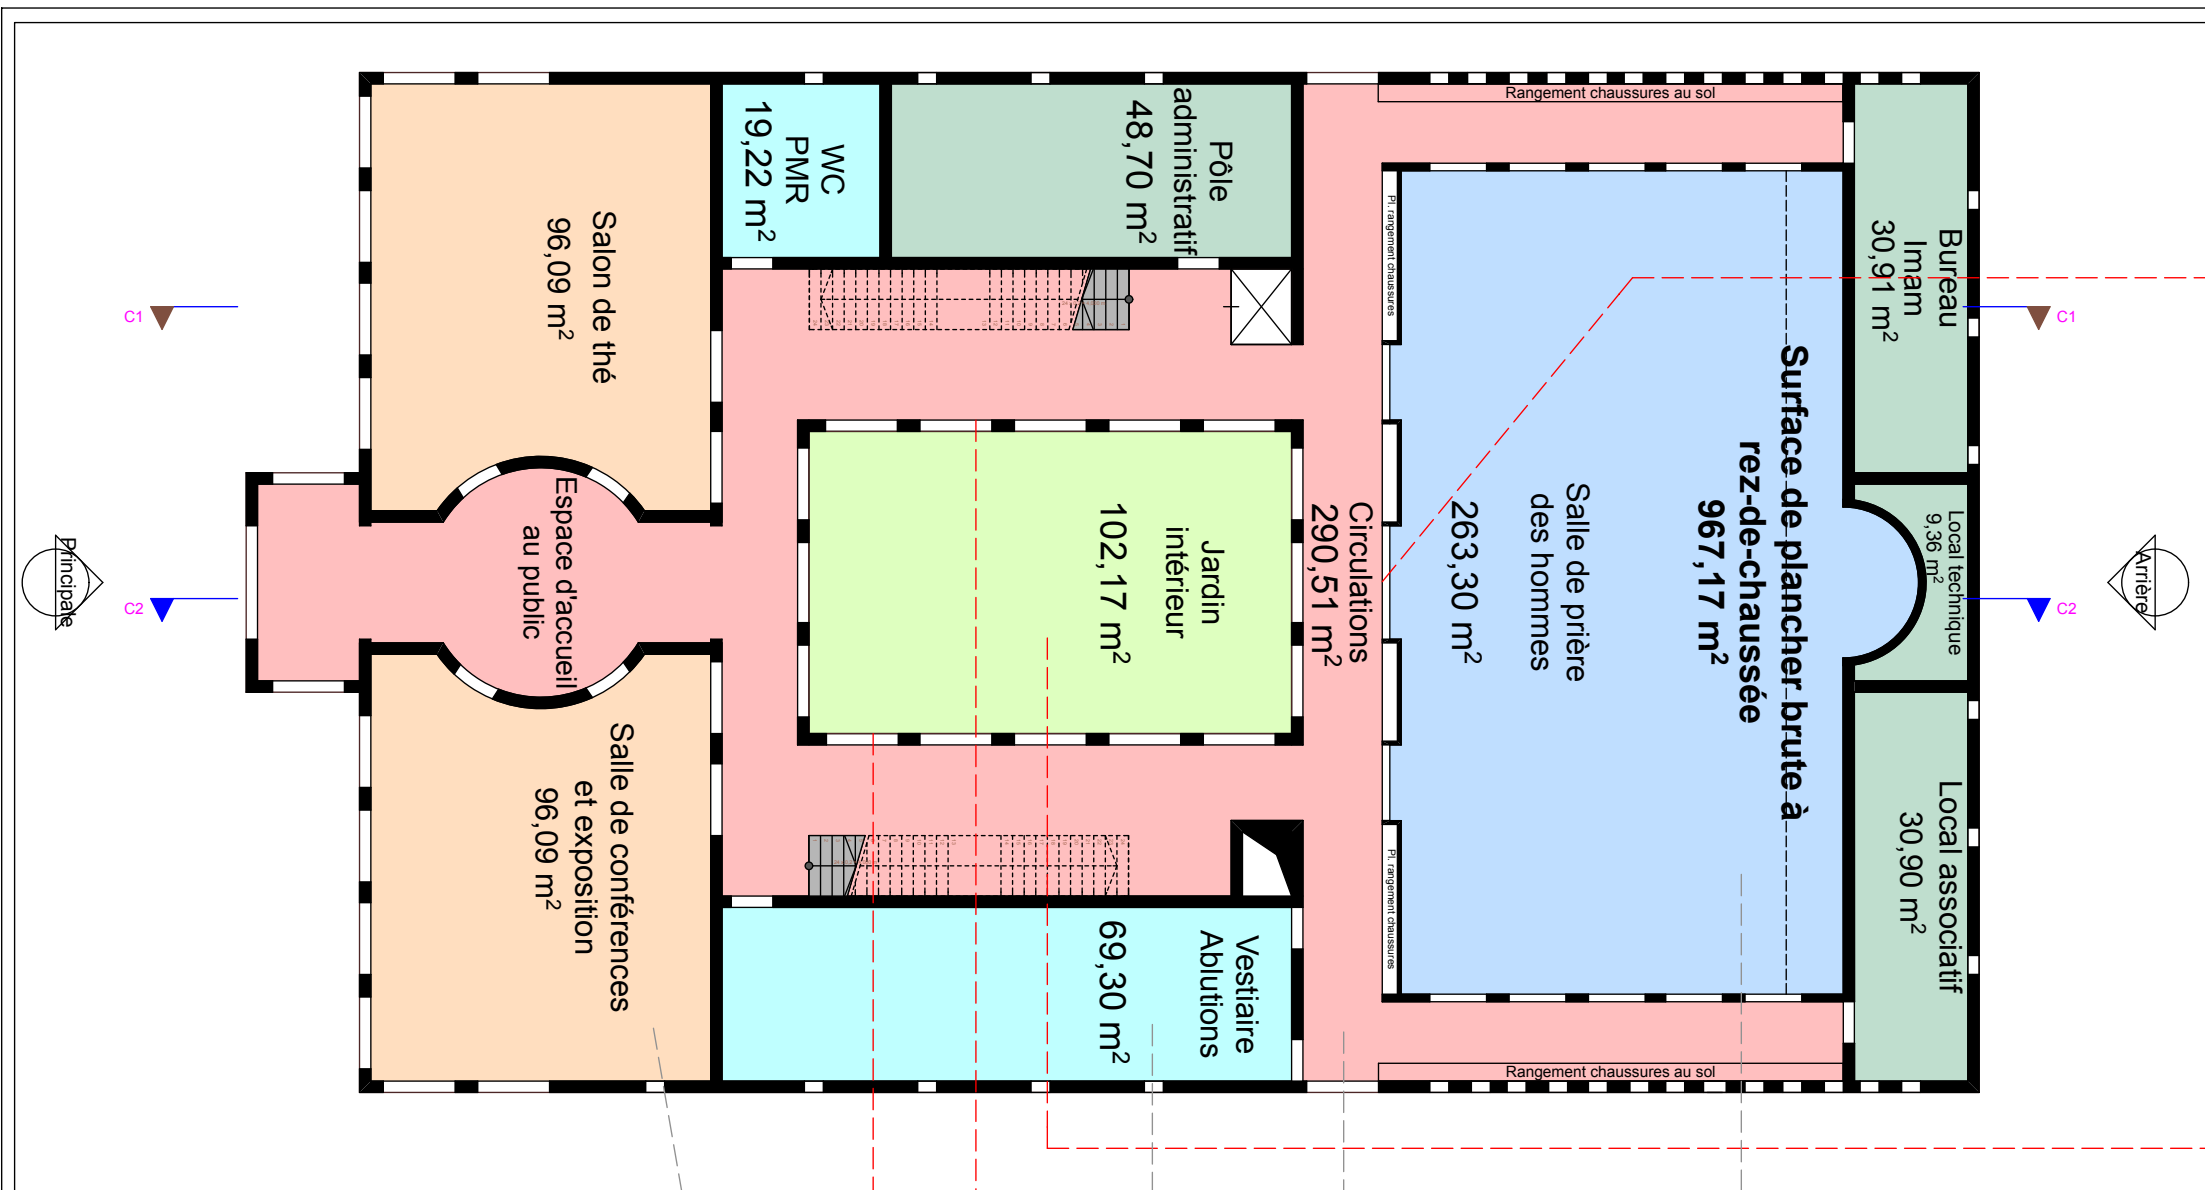 Rangement chaussures au sol
Salon de thé
96,09 m²
WC
PMR
19,22 m²
Pôle
administratif
48,70 m²
Pl. rangement chaussures
Bureau
Imam
30,91 m²
C1
C1
Surface de plancher brute à
rez-de-chaussée
967,17 m²
Espace d'accueil
au public
Jardin
intérieur
102,17 m²
Circulations
290,51 m²
Salle de prière
des hommes
263,30 m²
Local technique
9,36 m²
Principale
Arrière
C2
C2
Salle de conférences
et exposition
96,09 m²
Vestiaire
Ablutions
69,30 m²
Pl. rangement chaussures
Local associatif
30,90 m²
Rangement chaussures au sol